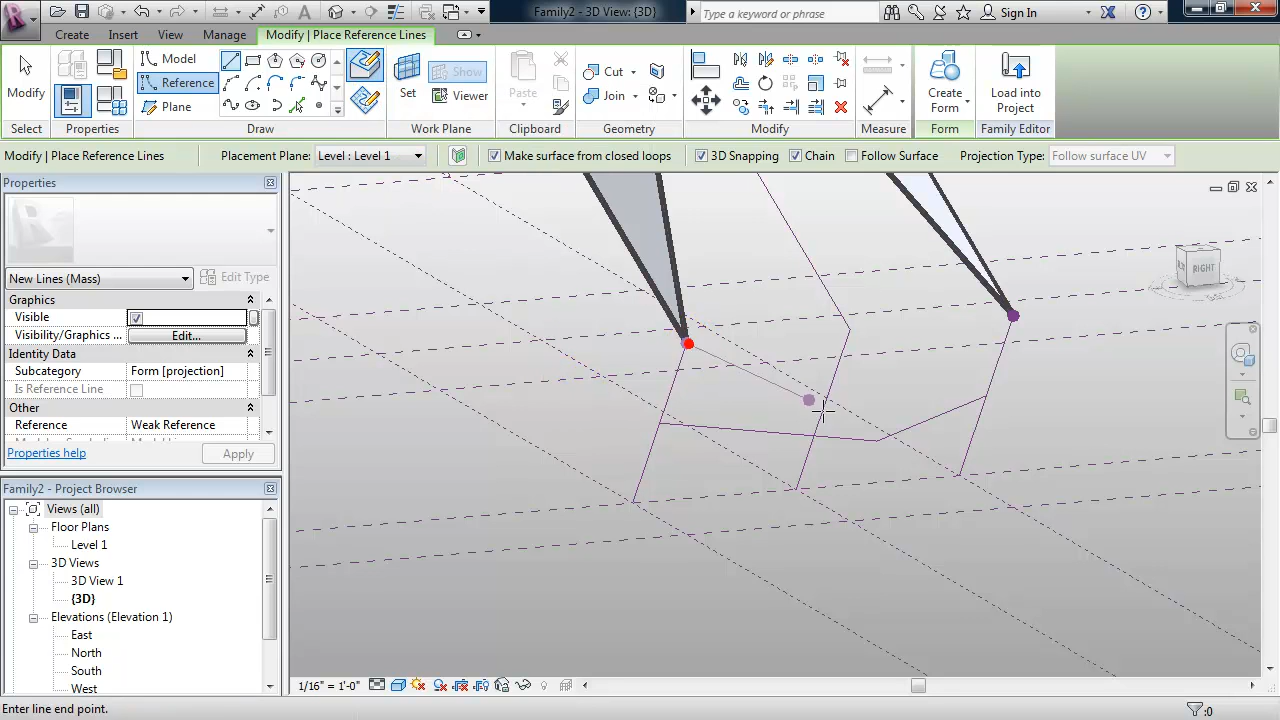 Family2 - 3D View: {3D}
Type a keyword or phrase
Sign In
Create
Insert
View
Manage
Modify | Place Reference Lines
Modify
Model
Reference
Plane
Set
Show
Viewer
Paste
Cut
Join
Create
Form
Load into
Project
Select
Properties
Draw
Work Plane
Clipboard
Geometry
Modify
Measure
Form
Family Editor
Modify | Place Reference Lines
Placement Plane:
Level : Level 1
Make surface from closed loops
3D Snapping
Chain
Follow Surface
Projection Type:
Follow surface UV
Properties
New Lines (Mass)
Edit Type
Graphics
Visible
Visibility/Graphics ...
Edit...
Identity Data
Subcategory
Form [projection]
Is Reference Line
Other
Reference
Weak Reference
Properties help
Apply
Family2 - Project Browser
Views (all)
Floor Plans
Level 1
3D Views
3D View 1
{3D}
Elevations (Elevation 1)
East
North
South
West
RIGHT
1/16" = 1'-0"
Enter line end point.
:0